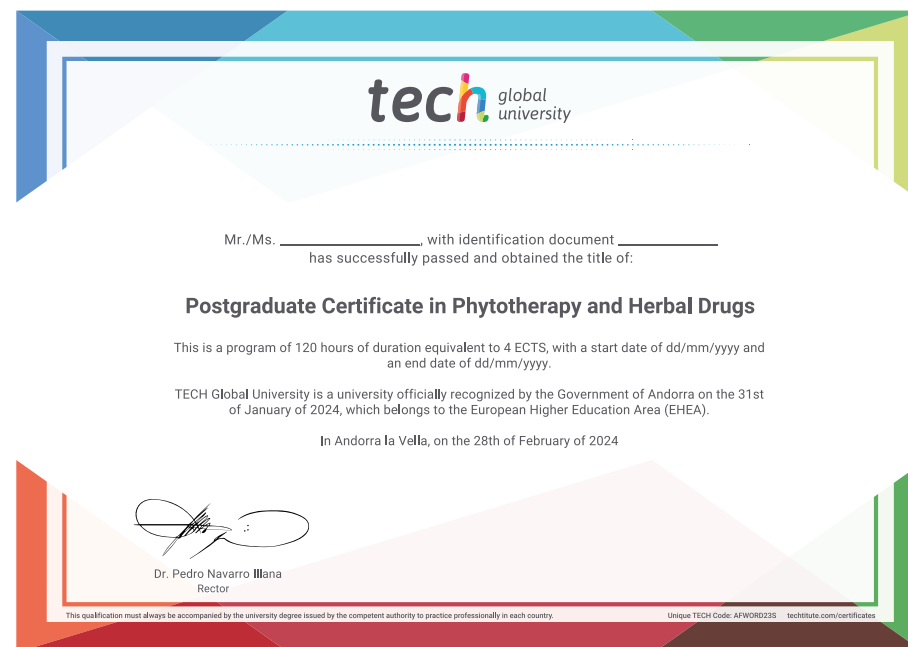 tech global university
Mr./Ms. ____________, with identification document ____________
has successfully passed and obtained the title of:
Postgraduate Certificate in Phytotherapy and Herbal Drugs
This is a program of 120 hours of duration equivalent to 4 ECTS, with a start date of dd/mm/yyyy and
an end date of dd/mm/yyyy.
TECH Global University is a university officially recognized by the Government of Andorra on the 31st
of January of 2024, which belongs to the European Higher Education Area (EHEA).
In Andorra la Vella, on the 28th of February of 2024
Dr. Pedro Navarro Illana
Rector
This qualification must always be accompanied by the university degree issued by the competent authority to practice professionally in each country.
Unique TECH Code: AFWORD23S techtitute.com/certificates